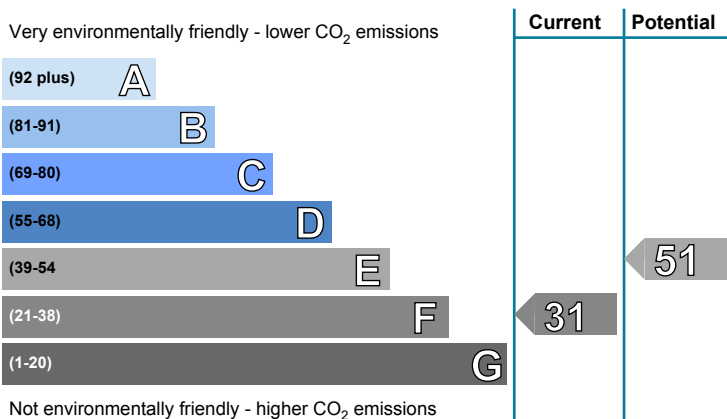 Current Potential
Very environmentally friendly - lower CO2 emissions
(92 plus) A
(81-91) B
(69-80) C
(55-68) D
(39-54 E
51
(21-38) F
31
(1-20) G
Not environmentally friendly - higher CO2 emissions